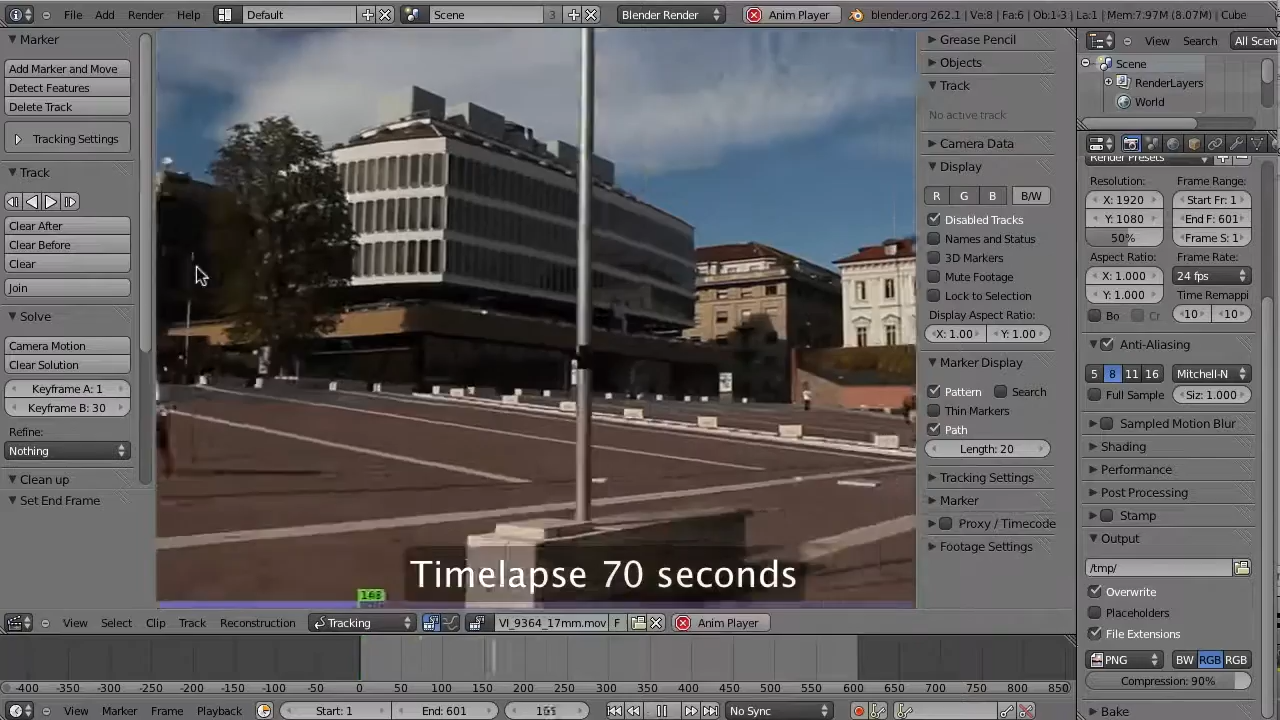 File Add Render Help Default Scene 3 Blender Render Anim Player blender.org 262.1 | Ve:8 | Fa:6 | Ob:1-3 | La:1 | Mem:7.97M (8.07M) | Cube
Marker
Add Marker and Move
Detect Features
Delete Track
Tracking Settings
Track
Clear After
Clear Before
Clear
Join
Solve
Camera Motion
Clear Solution
Keyframe A: 1
Keyframe B: 30
Refine:
Nothing
Clean up
Set End Frame
Timelapse 70 seconds
168
Grease Pencil
Objects
Track
No active track
Camera Data
Display
R G B B/W
Disabled Tracks
Names and Status
3D Markers
Mute Footage
Lock to Selection
Display Aspect Ratio:
X: 1.00 Y: 1.00
Marker Display
Pattern Search
Thin Markers
Path
Length: 20
Tracking Settings
Marker
Proxy / Timecode
Footage Settings
View Search All Scen
Scene
RenderLayers
World
Render Presets
Resolution: Frame Range:
X: 1920 Start Fr: 1
Y: 1080 End F: 601
50% Frame S: 1
Aspect Ratio: Frame Rate:
X: 1.000 24 fps
Y: 1.000 Time Remappi
Bo Cr 10 10
Anti-Aliasing
5 8 11 16 Mitchell-N
Full Sample Siz: 1.000
Sampled Motion Blur
Shading
Performance
Post Processing
Stamp
Output
/tmp/
Overwrite
Placeholders
File Extensions
PNG BW RGB RGB
Compression: 90%
Bake
View Select Clip Track Reconstruction Tracking VI_9364_17mm.mov F Anim Player
-400 -350 -300 -250 -200 -150 -100 -50 0 50 100 150 200 250 300 350 400 450 500 550 600 650 700 750 800 850
View Marker Frame Playback Start: 1 End: 601 No Sync